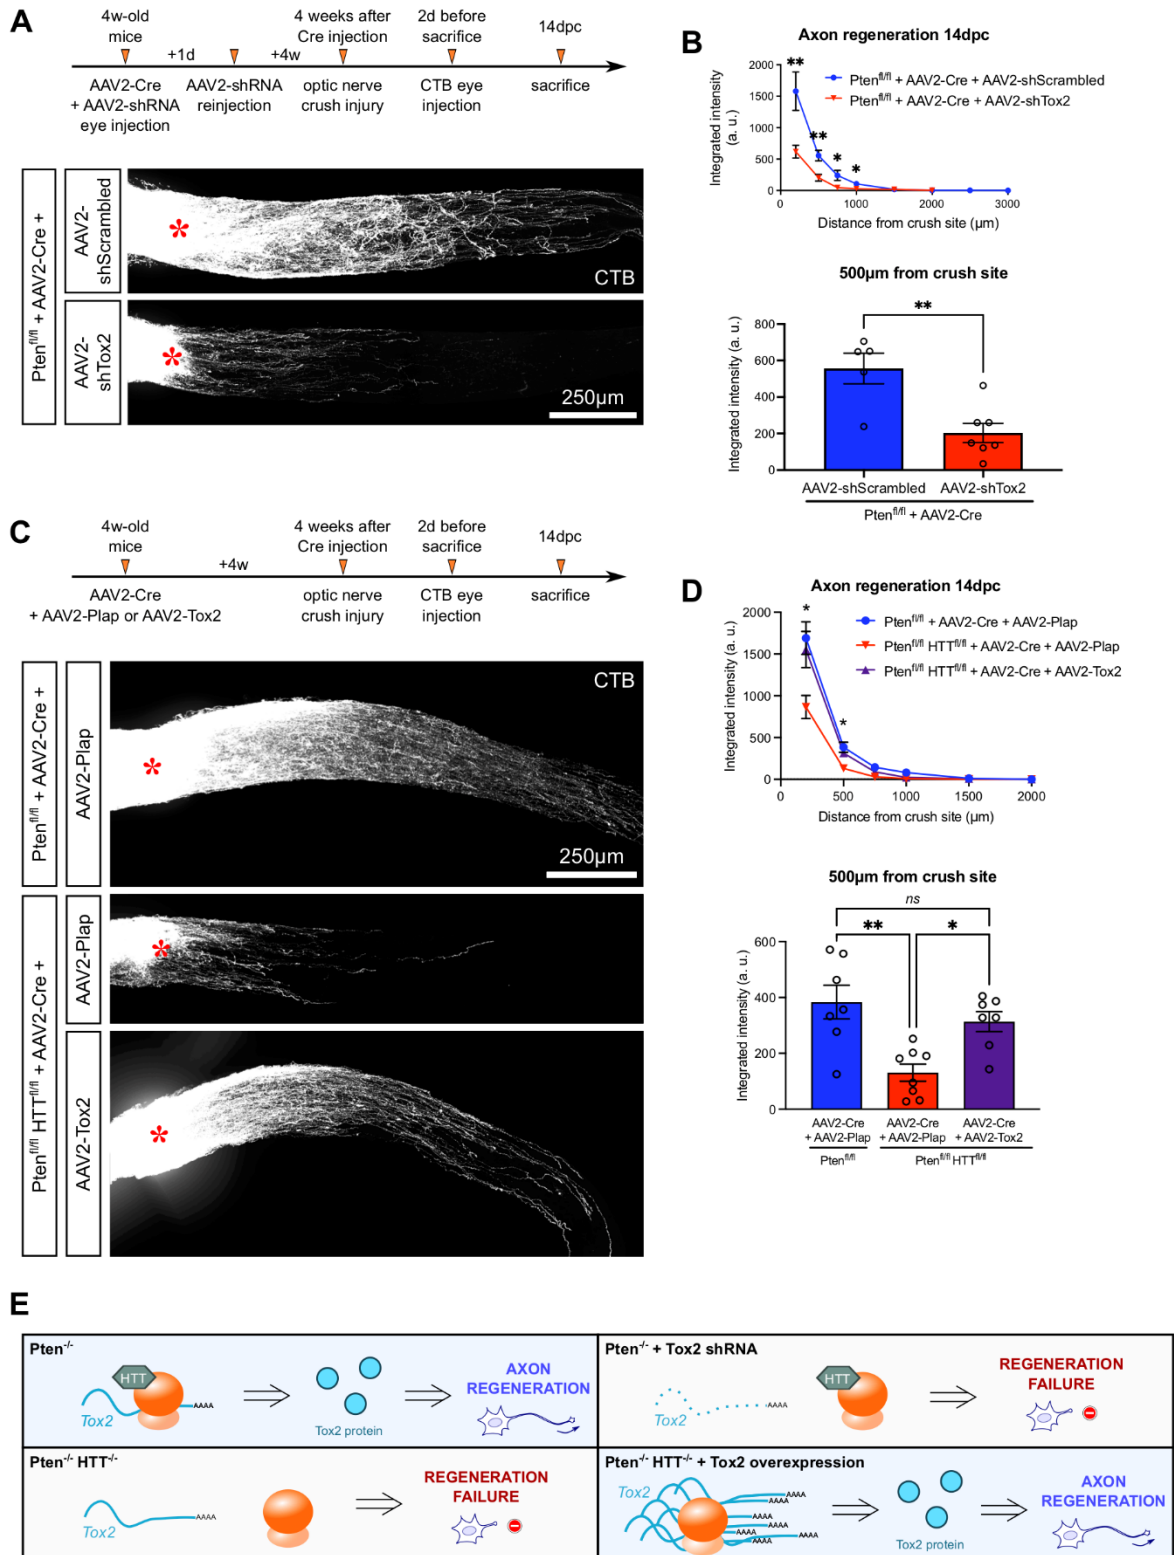 A
4w-old
mice
+1d
+4w
4 weeks after
Cre injection
2d before
sacrifice
14dpc
AAV2-Cre
+ AAV2-shRNA
eye injection
AAV2-shRNA
reinjection
optic nerve
crush injury
CTB eye
injection
sacrifice
Pten^fl/fl + AAV2-Cre +
AAV2-
shScrambled
*
CTB
AAV2-
shTox2
*
250µm
B
Axon regeneration 14dpc
Integrated intensity
(a. u.)
2000
1500
1000
500
0
**
**
*
*
Pten^fl/fl + AAV2-Cre + AAV2-shScrambled
Pten^fl/fl + AAV2-Cre + AAV2-shTox2
0 1000 2000 3000
Distance from crush site (µm)
500µm from crush site
**
Integrated intensity (a. u.)
800
600
400
200
0
AAV2-shScrambled AAV2-shTox2
Pten^fl/fl + AAV2-Cre
C
4w-old
mice
+4w
4 weeks after
Cre injection
2d before
sacrifice
14dpc
AAV2-Cre
+ AAV2-Plap or AAV2-Tox2
optic nerve
crush injury
CTB eye
injection
sacrifice
Pten^fl/fl + AAV2-Cre +
AAV2-Plap
*
CTB
250µm
Pten^fl/fl HTT^fl/fl + AAV2-Cre +
AAV2-Plap
*
AAV2-Tox2
*
D
Axon regeneration 14dpc
Integrated intensity (a. u.)
2000
1500
1000
500
0
*
*
Pten^fl/fl + AAV2-Cre + AAV2-Plap
Pten^fl/fl HTT^fl/fl + AAV2-Cre + AAV2-Plap
Pten^fl/fl HTT^fl/fl + AAV2-Cre + AAV2-Tox2
0 500 1000 1500 2000
Distance from crush site (µm)
500µm from crush site
ns
** *
Integrated intensity (a. u.)
600
400
200
0
AAV2-Cre
+ AAV2-Plap
AAV2-Cre
+ AAV2-Plap
AAV2-Cre
+ AAV2-Tox2
Pten^fl/fl
Pten^fl/fl HTT^fl/fl
E
Pten^-/-
HTT
Tox2
AAAA
Tox2 protein
AXON
REGENERATION
Pten^-/- + Tox2 shRNA
Tox2
AAAA
HTT
REGENERATION
FAILURE
Pten^-/- HTT^-/-
Tox2
AAAA
REGENERATION
FAILURE
Pten^-/- HTT^-/- + Tox2 overexpression
Tox2
AAAA
AAAA
AAAA
AAAA
AAAA
AAAA
Tox2 protein
AXON
REGENERATION